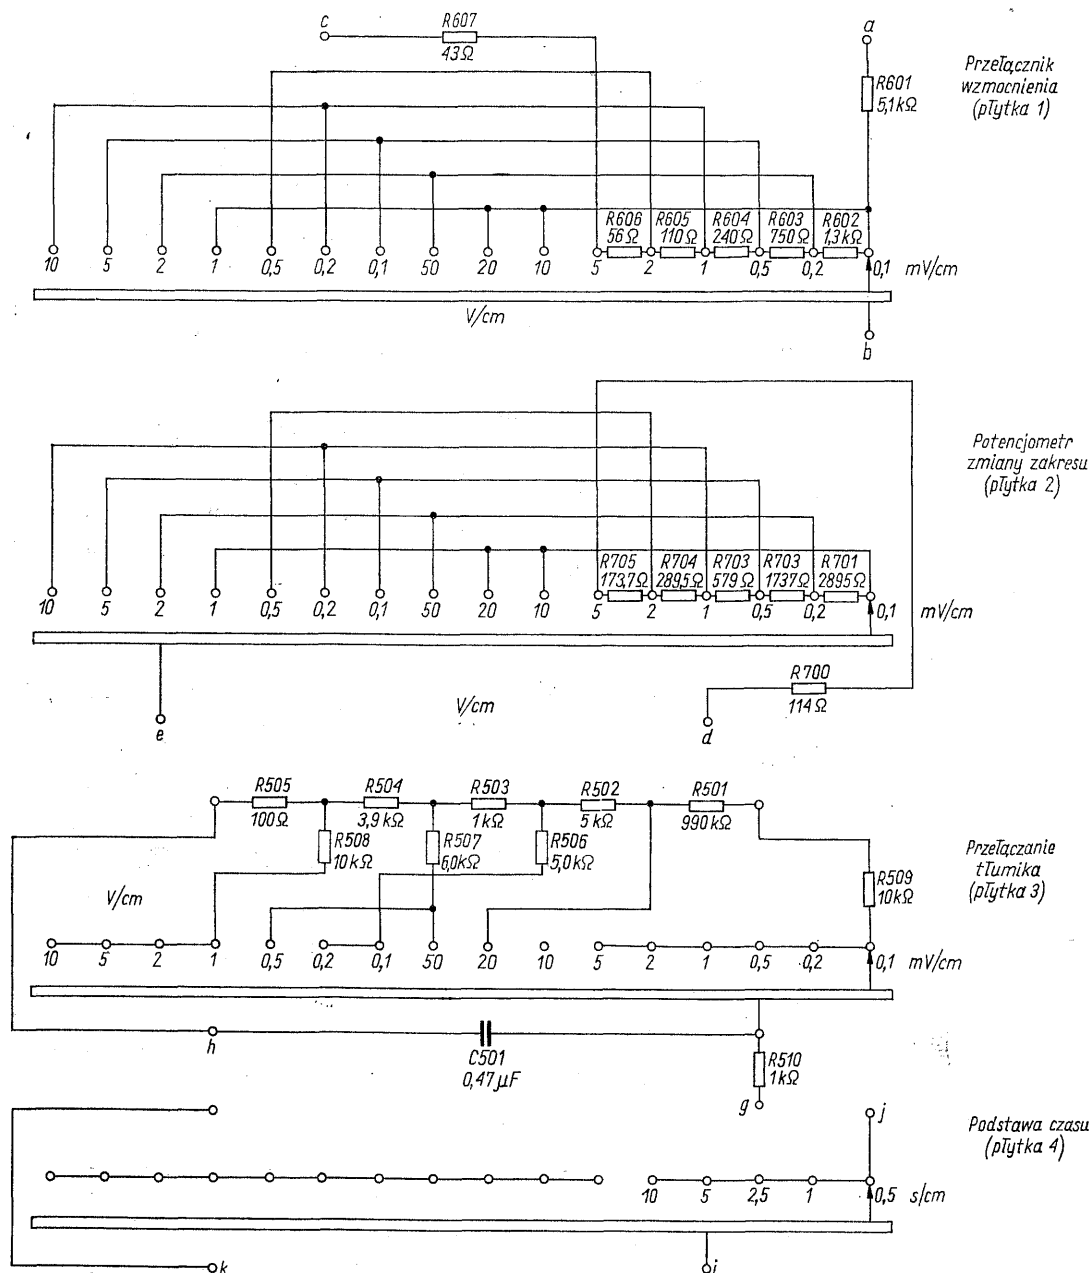 c
R607
43Ω
a
Przełącznik
wzmocnienia
(płytka 1)
R601
5,1kΩ
R606
56Ω
R605
110Ω
R604
240Ω
R603
750Ω
R602
1,3kΩ
10 5 2 1 0,5 0,2 0,1 50 20 10 5 2 1 0,5 0,2 0,1 mV/cm
V/cm
b
Potencjometr
zmiany zakresu
(płytka 2)
R705
173,7Ω
R704
289,5Ω
R703
579Ω
R703
1737Ω
R701
2895Ω
10 5 2 1 0,5 0,2 0,1 50 20 10 5 2 1 0,5 0,2 0,1 mV/cm
R700
114Ω
V/cm
e
d
R505
100Ω
R504
3,9kΩ
R503
1kΩ
R502
5kΩ
R501
990kΩ
R508
10kΩ
R507
6,0kΩ
R506
5,0kΩ
Przełączanie
tłumika
(płytka 3)
R509
10kΩ
V/cm
10 5 2 1 0,5 0,2 0,1 50 20 10 5 2 1 0,5 0,2 0,1 mV/cm
h
C501
0,47μF
R510
1kΩ
g
j
Podstawa czasu
(płytka 4)
10 5 2,5 1 0,5 s/cm
k
i